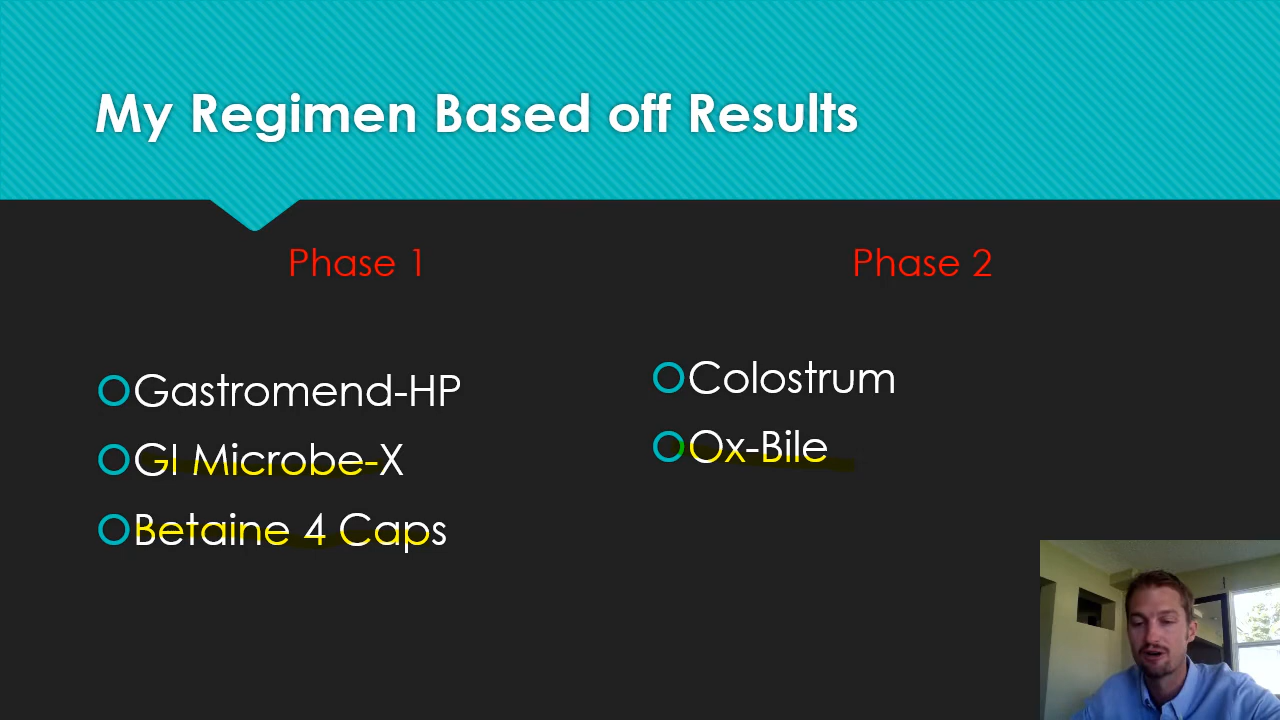 My Regimen Based off Results
Phase 1
Gastromend-HP
GI Microbe-X
Betaine 4 Caps
Phase 2
Colostrum
Ox-Bile